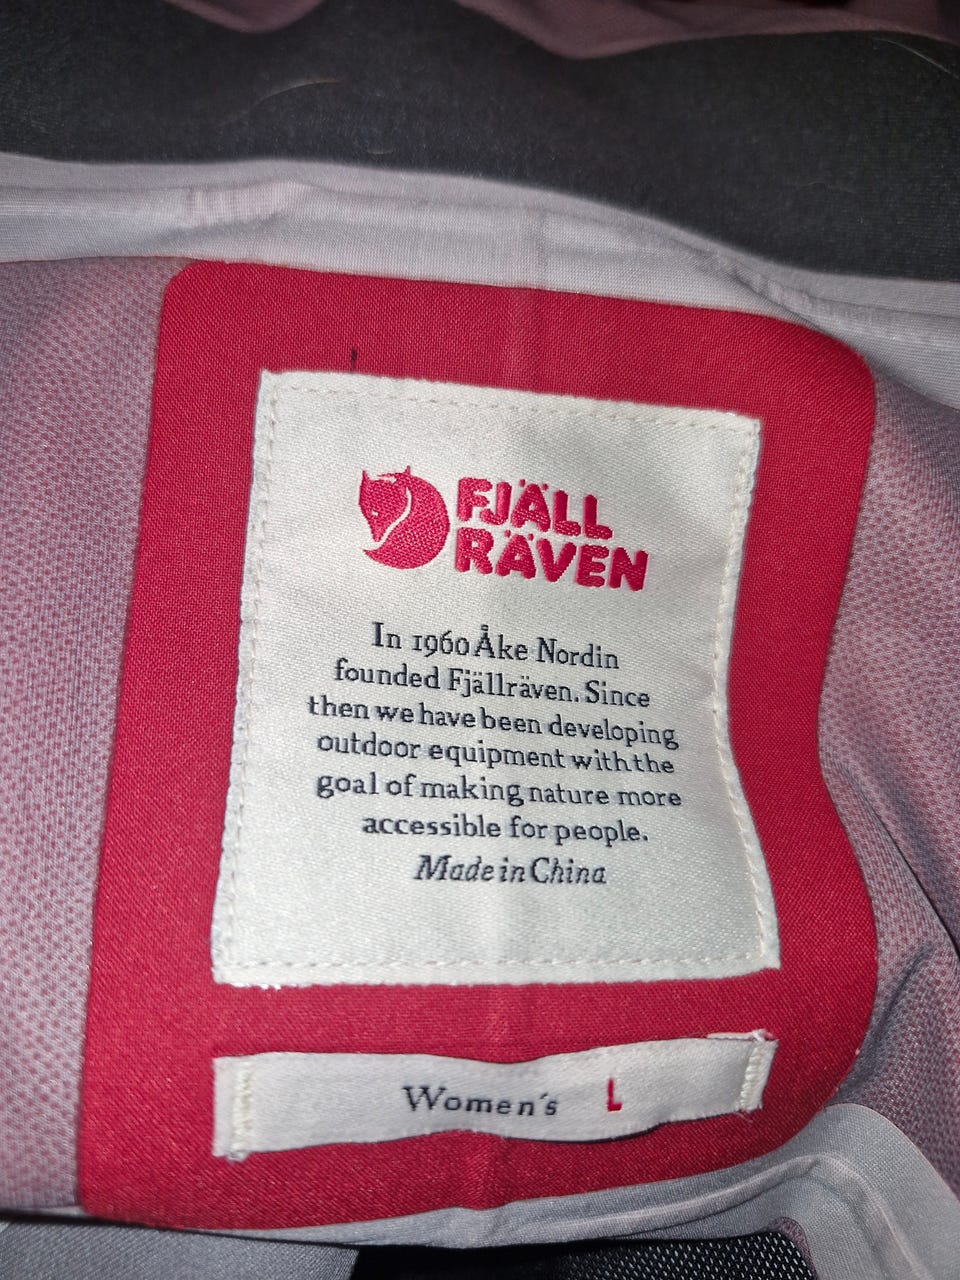 FJÄLL
RÄVEN
In 1960 Åke Nordin
founded Fjällräven. Since
then we have been developing
outdoor equipment with the
goal of making nature more
accessible for people.
Made in China
Women's L